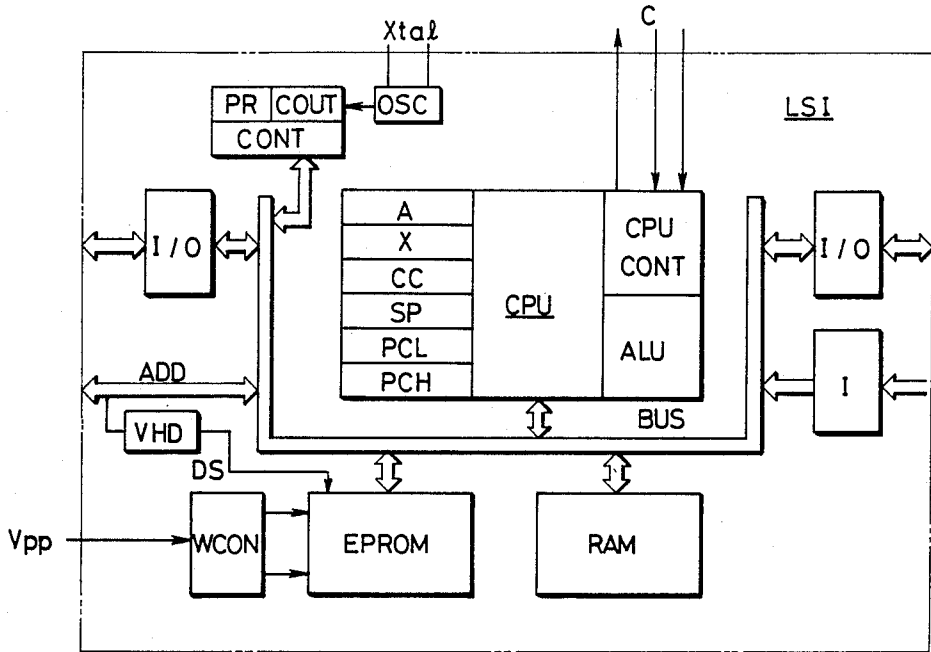 Xtal
C
LSI
PR
COUT
OSC
CONT
I/O
A
X
CC
SP
PCL
PCH
CPU
CPU
CONT
ALU
I/O
ADD
I
BUS
VHD
DS
Vpp
WCON
EPROM
RAM